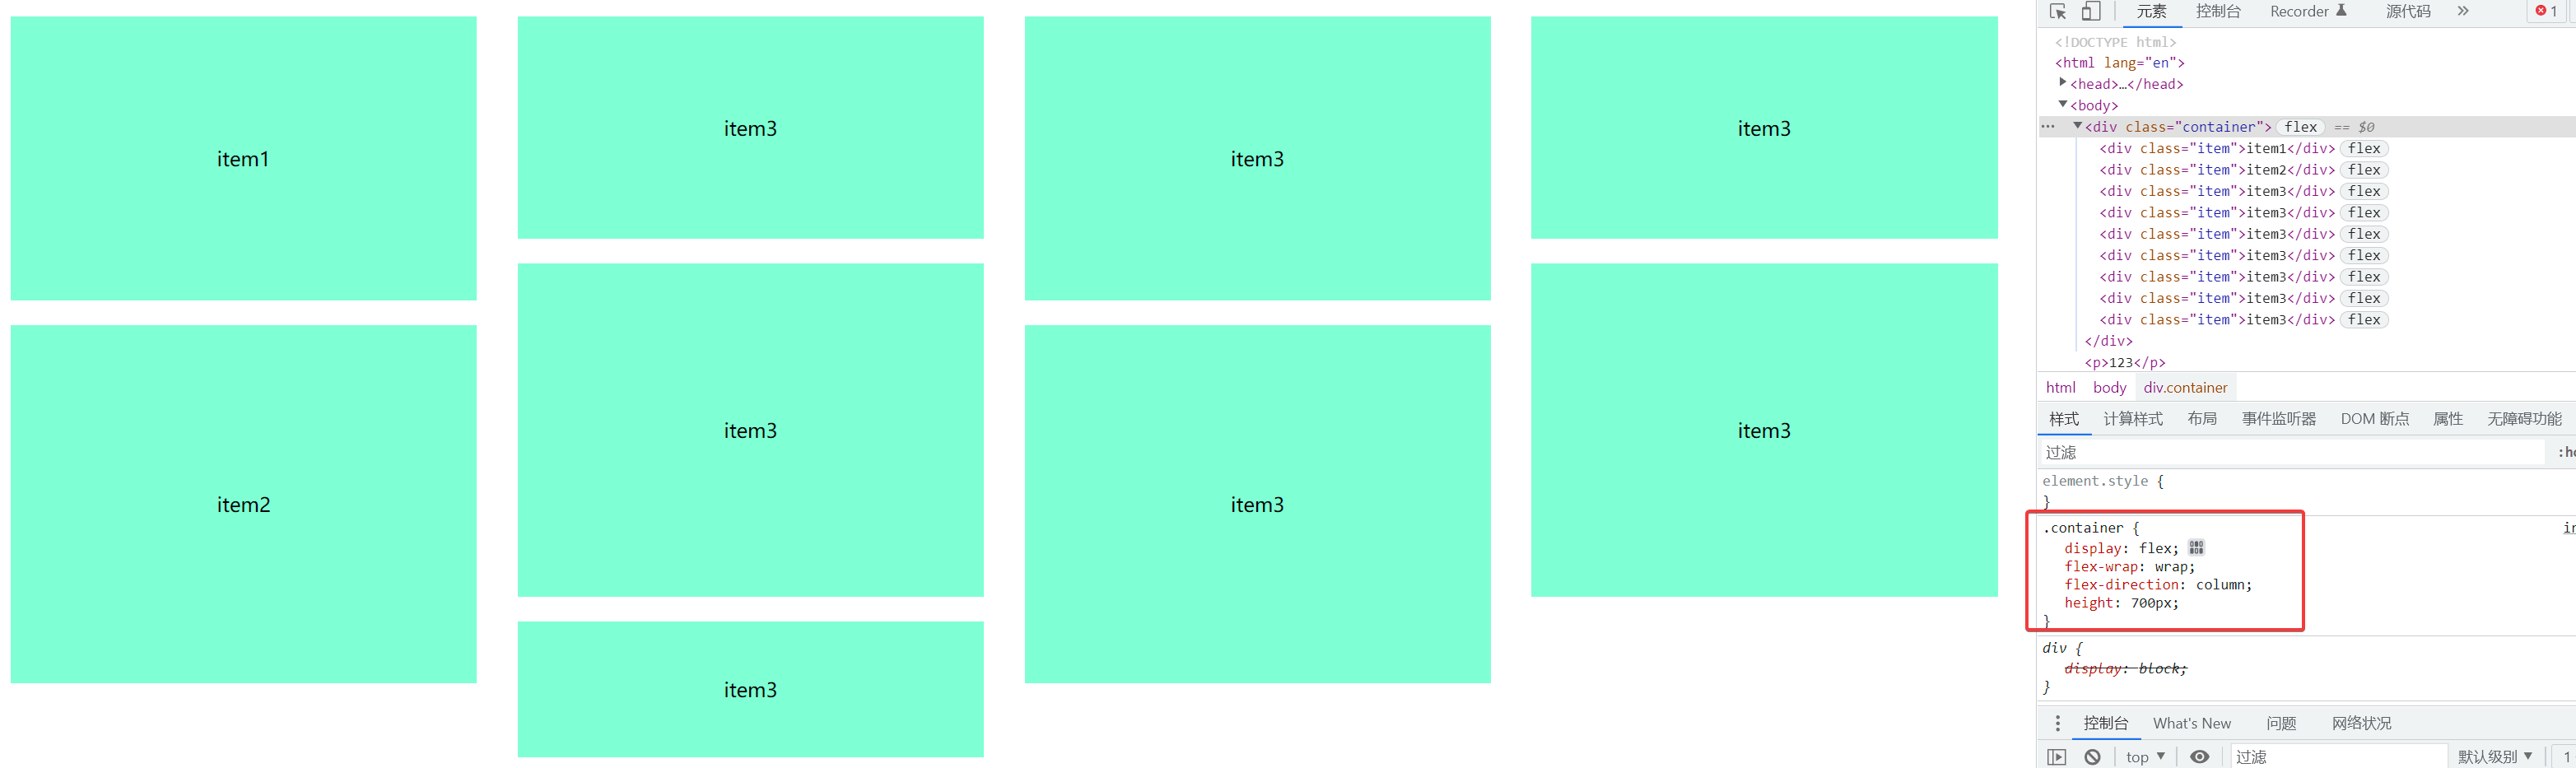 item1
item2
item3
item3
item3
item3
item3
item3
item3
元素 控制台 Recorder 源代码 » 1
<!DOCTYPE html>
<html lang="en">
<head>…</head>
<body>
<div class="container"> flex == $0
<div class="item">item1</div> flex
<div class="item">item2</div> flex
<div class="item">item3</div> flex
<div class="item">item3</div> flex
<div class="item">item3</div> flex
<div class="item">item3</div> flex
<div class="item">item3</div> flex
<div class="item">item3</div> flex
<div class="item">item3</div> flex
</div>
<p>123</p>
html body div.container
样式 计算样式 布局 事件监听器 DOM 断点 属性 无障碍功能
过滤 :ho
element.style {
}
.container { in
display: flex;
flex-wrap: wrap;
flex-direction: column;
height: 700px;
}
div {
display: block;
}
控制台 What's New 问题 网络状况
top 过滤 默认级别 1